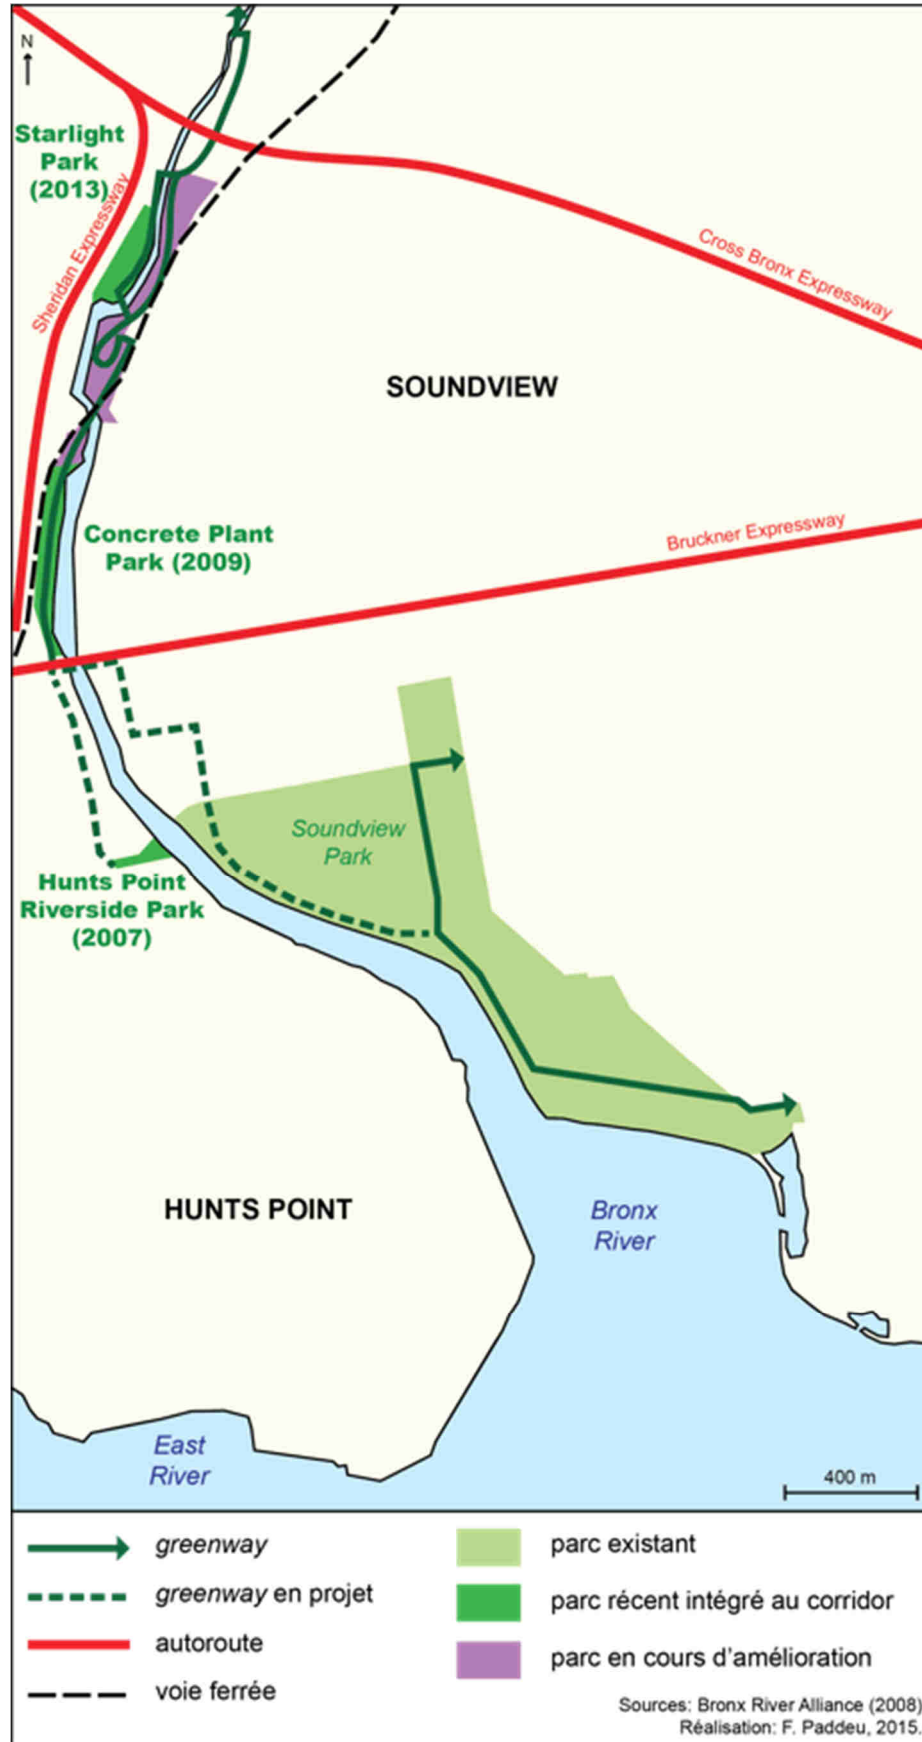 N
Starlight
Park
(2013)
Sheridan Expressway
Cross Bronx Expressway
SOUNDVIEW
Concrete Plant
Park (2009)
Bruckner Expressway
Soundview
Park
Hunts Point
Riverside Park
(2007)
HUNTS POINT
Bronx
River
East
River
400 m
greenway
greenway en projet
autoroute
voie ferrée
parc existant
parc récent intégré au corridor
parc en cours d'amélioration
Sources: Bronx River Alliance (2008)
Réalisation: F. Paddeu, 2015.